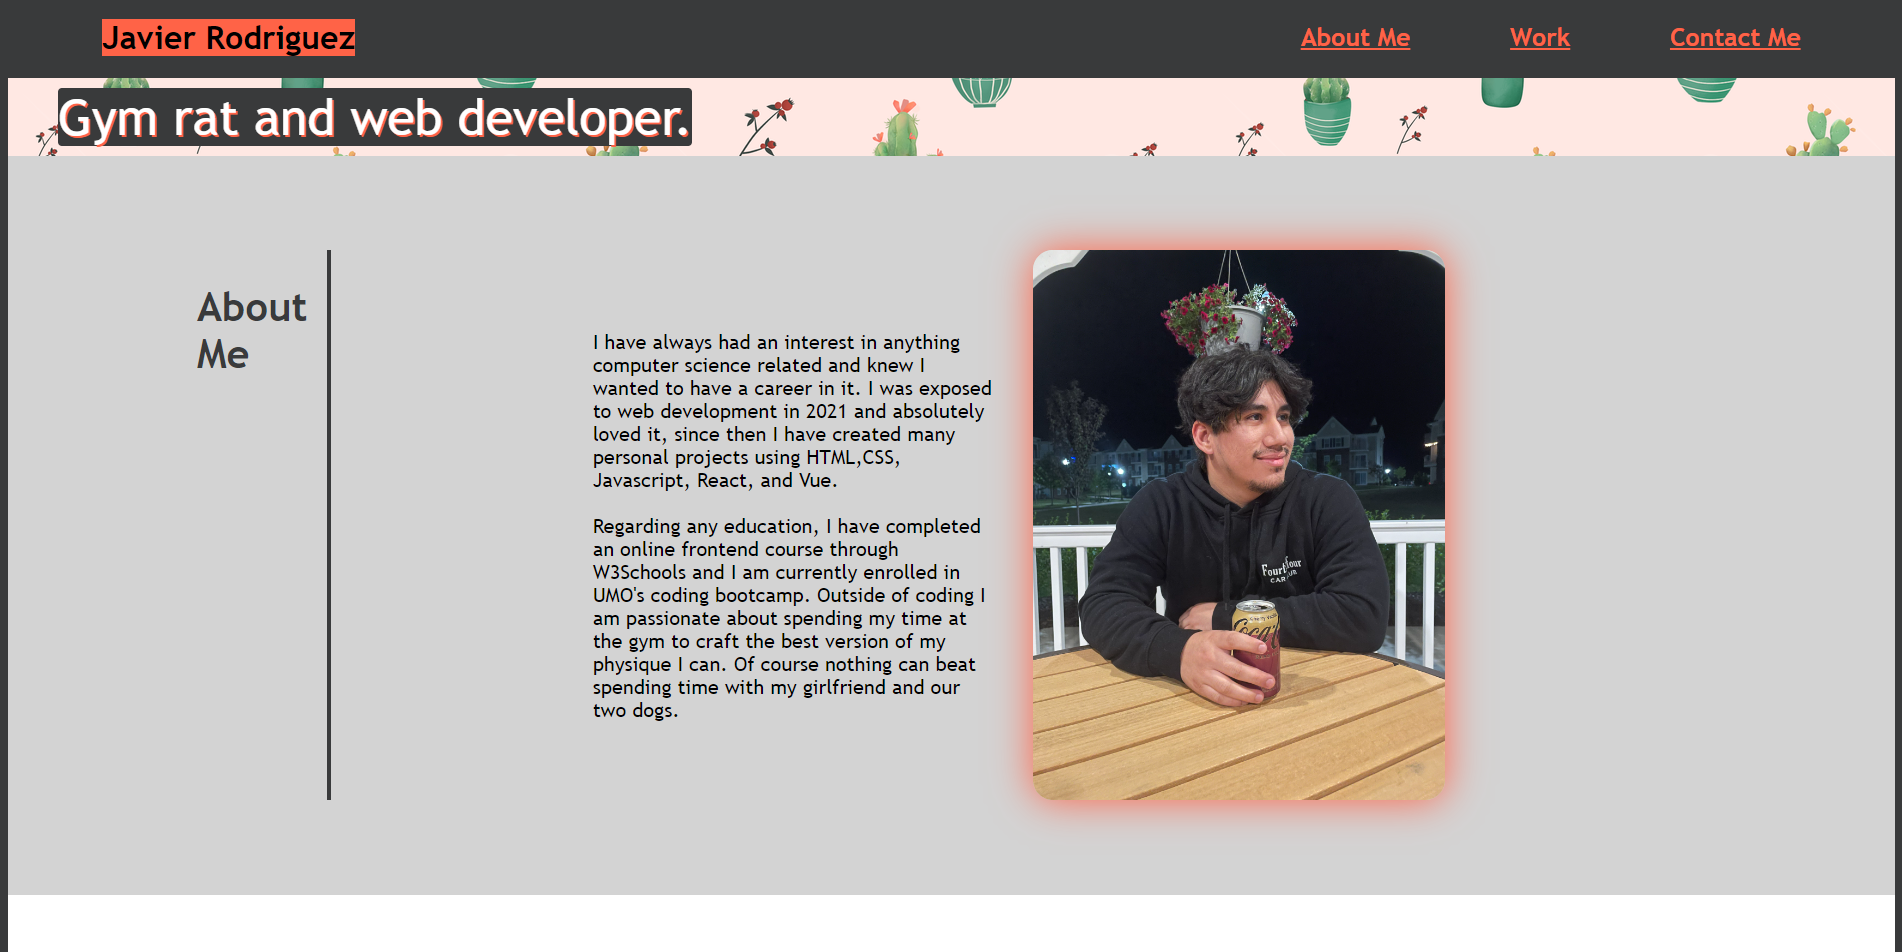 Javier Rodriguez
About Me
Work
Contact Me
Gym rat and web developer.
About
Me
I have always had an interest in anything
computer science related and knew I
wanted to have a career in it. I was exposed
to web development in 2021 and absolutely
loved it, since then I have created many
personal projects using HTML,CSS,
Javascript, React, and Vue.
Regarding any education, I have completed
an online frontend course through
W3Schools and I am currently enrolled in
UMO's coding bootcamp. Outside of coding I
am passionate about spending my time at
the gym to craft the best version of my
physique I can. Of course nothing can beat
spending time with my girlfriend and our
two dogs.